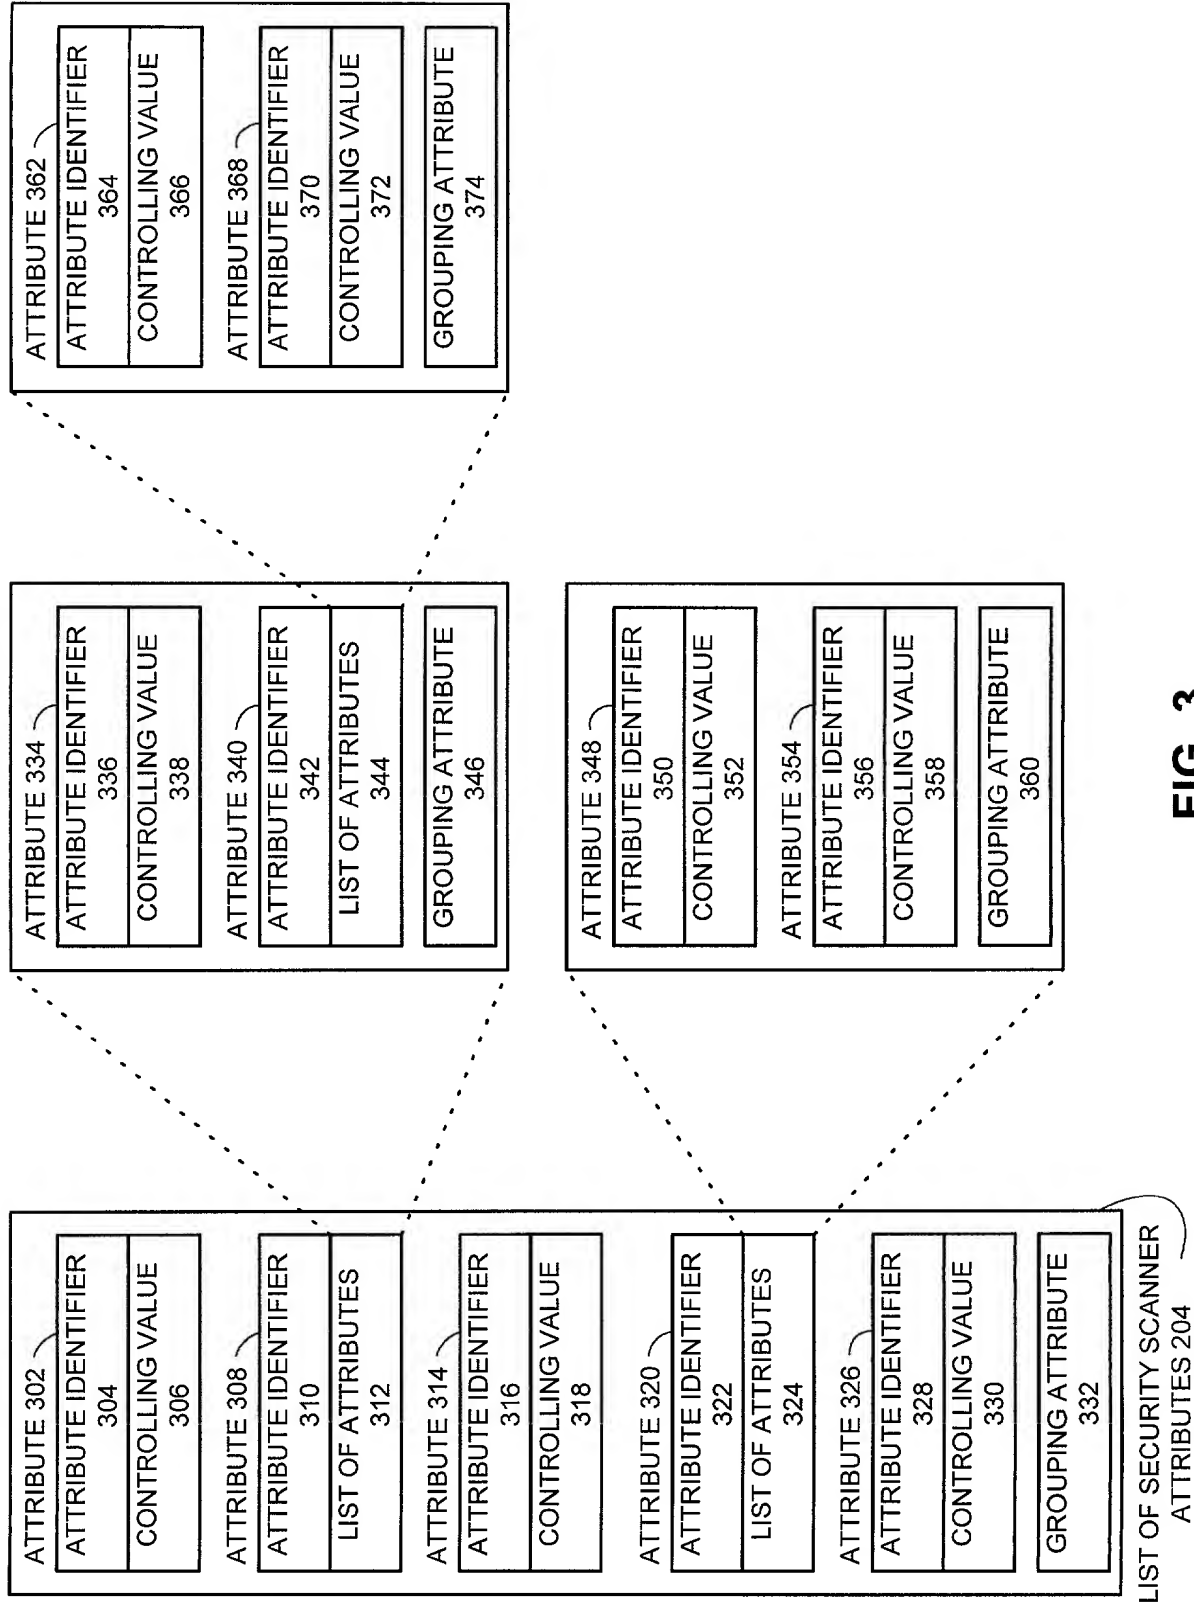 ATTRIBUTE 302
ATTRIBUTE IDENTIFIER
304
CONTROLLING VALUE
306
ATTRIBUTE 308
ATTRIBUTE IDENTIFIER
310
LIST OF ATTRIBUTES
312
ATTRIBUTE 314
ATTRIBUTE IDENTIFIER
316
CONTROLLING VALUE
318
ATTRIBUTE 320
ATTRIBUTE IDENTIFIER
322
LIST OF ATTRIBUTES
324
ATTRIBUTE 326
ATTRIBUTE IDENTIFIER
328
CONTROLLING VALUE
330
GROUPING ATTRIBUTE
332
LIST OF SECURITY SCANNER
ATTRIBUTES 204
ATTRIBUTE 334
ATTRIBUTE IDENTIFIER
336
CONTROLLING VALUE
338
ATTRIBUTE 340
ATTRIBUTE IDENTIFIER
342
LIST OF ATTRIBUTES
344
GROUPING ATTRIBUTE
346
ATTRIBUTE 348
ATTRIBUTE IDENTIFIER
350
CONTROLLING VALUE
352
ATTRIBUTE 354
ATTRIBUTE IDENTIFIER
356
CONTROLLING VALUE
358
GROUPING ATTRIBUTE
360
ATTRIBUTE 362
ATTRIBUTE IDENTIFIER
364
CONTROLLING VALUE
366
ATTRIBUTE 368
ATTRIBUTE IDENTIFIER
370
CONTROLLING VALUE
372
GROUPING ATTRIBUTE
374
FIG. 3